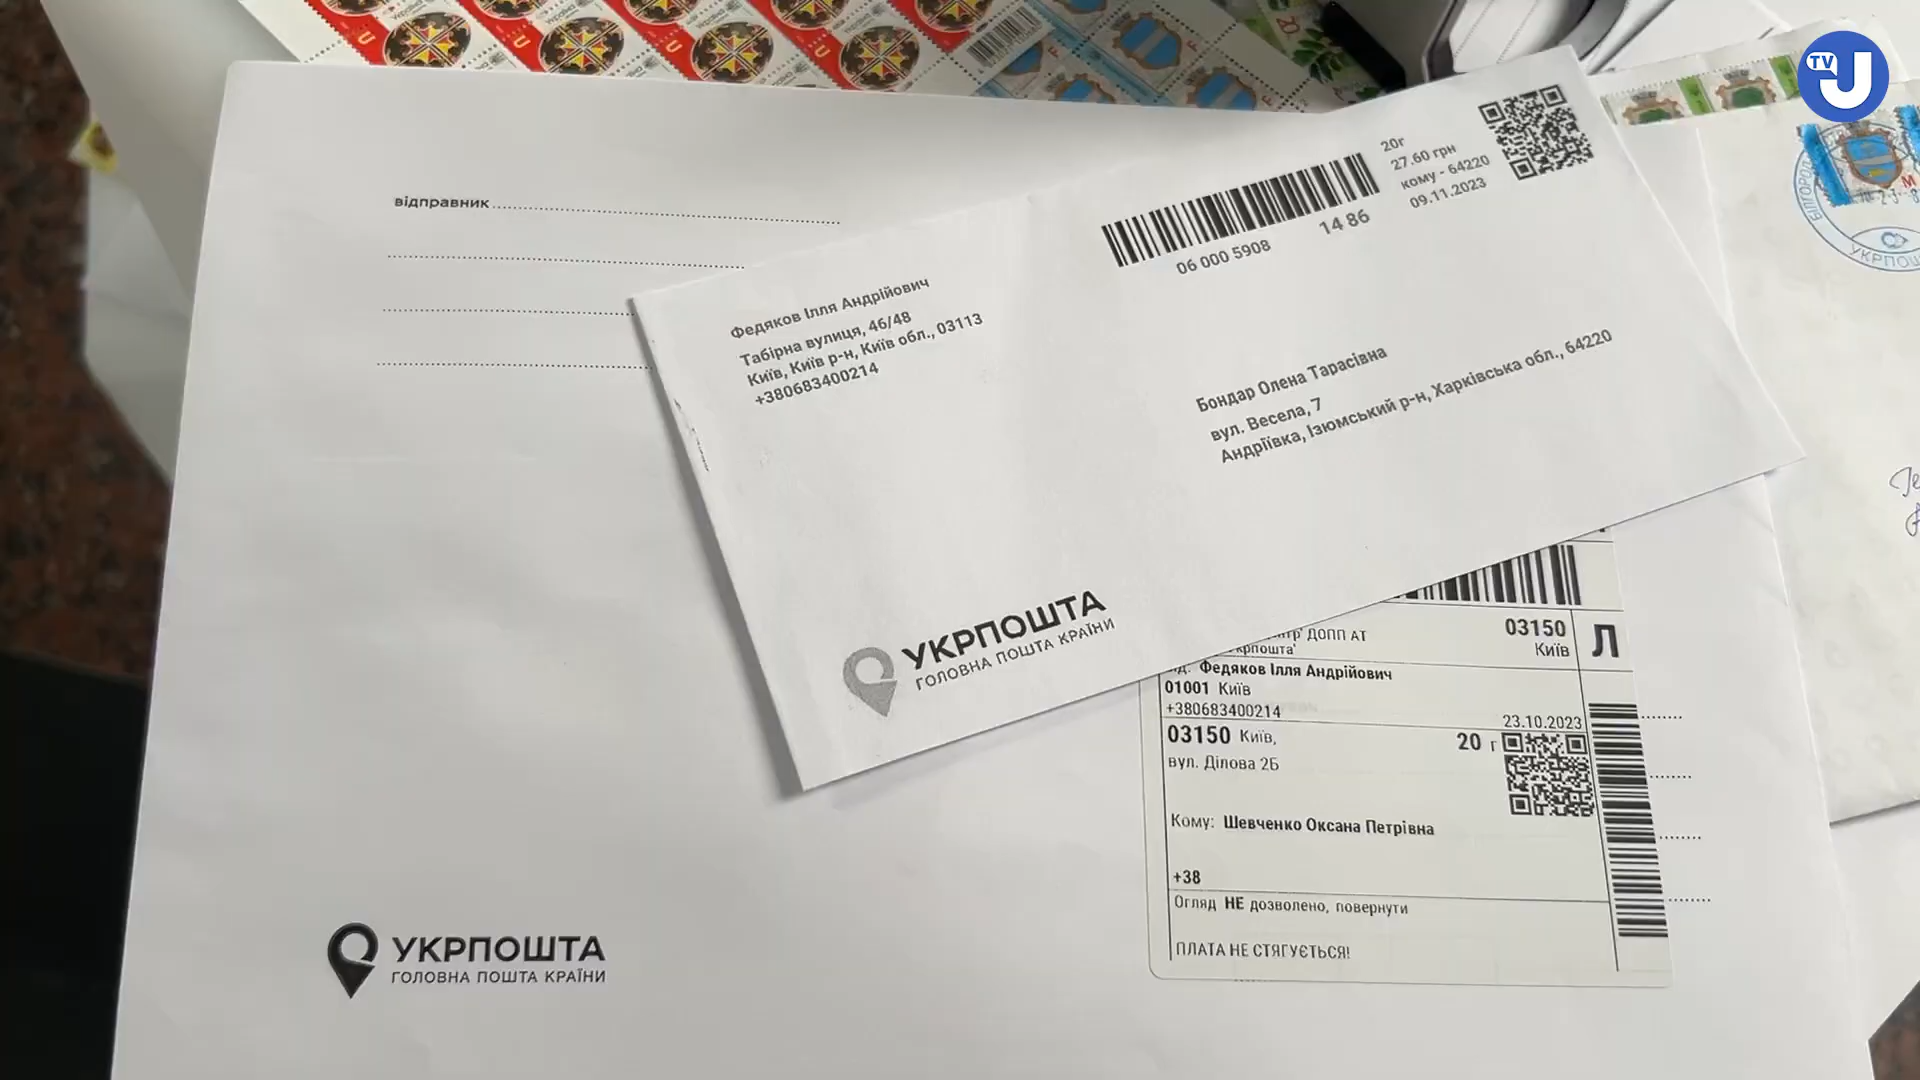 TV J
Україна
U
U
U
U
F
F
20
відправник
20г
27.60 грн
кому - 64220
09.11.2023
06 000 5908 14 86
Федяков Ілля Андрійович
Табірна вулиця, 46/48
Київ, Київ р-н, Київ обл., 03113
+380683400214
Бондар Олена Тарасівна
вул. Весела, 7
Андріївка, Ізюмський р-н, Харківська обл., 64220
УКРПОШТА
ГОЛОВНА ПОШТА КРАЇНИ
М
УКРПОШ
ДОПП АТ
03150
Київ
Л
Федяков Ілля Андрійович
01001 Київ
+380683400214
23.10.2023
03150 Київ,
20 г
вул. Ділова 2Б
Кому: Шевченко Оксана Петрівна
+38
Огляд НЕ дозволено, повернути
ПЛАТА НЕ СТЯГУЄТЬСЯ!
УКРПОШТА
ГОЛОВНА ПОШТА КРАЇНИ